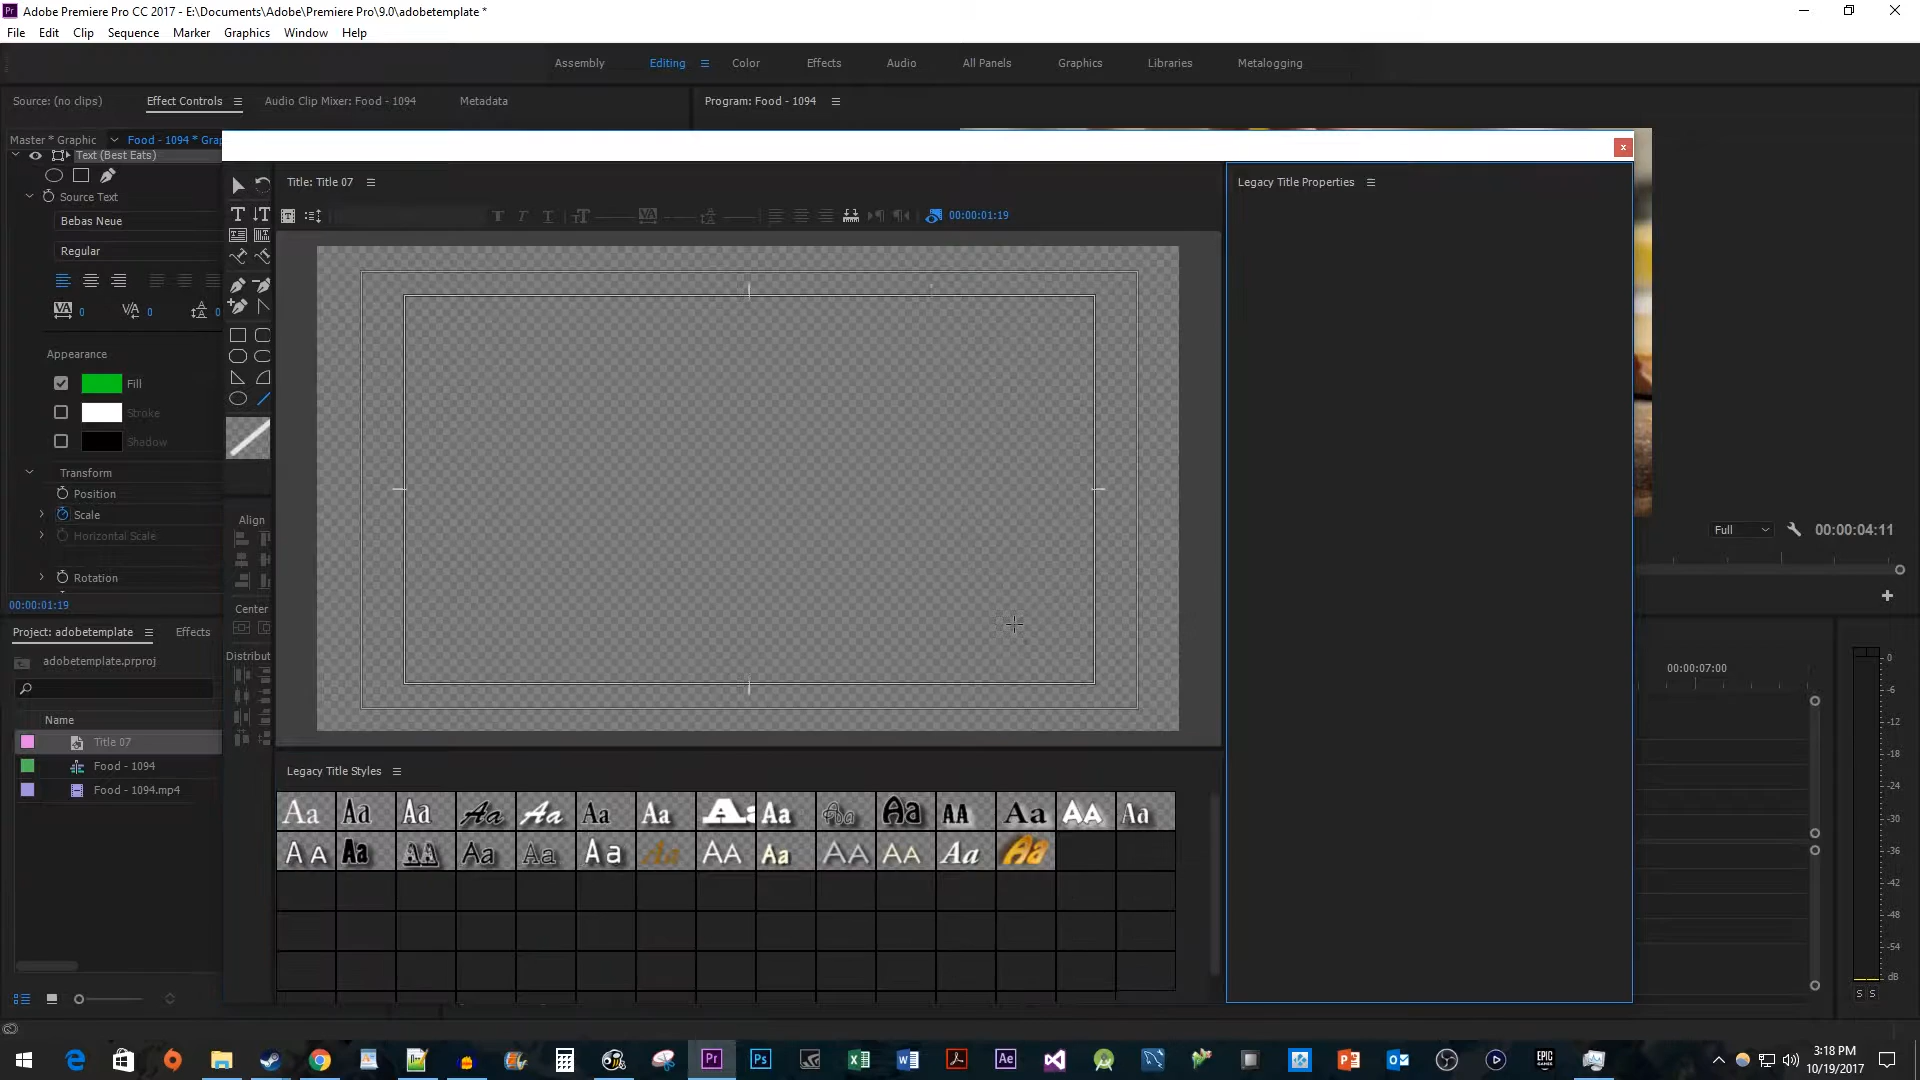 Adobe Premiere Pro CC 2017 - E:\Documents\Adobe\Premiere Pro\9.0\adobetemplate *
File Edit Clip Sequence Marker Graphics Window Help
Assembly Editing Color Effects Audio All Panels Graphics Libraries Metalogging
Source: (no clips) Effect Controls Audio Clip Mixer: Food - 1094 Metadata Program: Food - 1094
Master * Graphic Food - 1094 * Grap
Text (Best Eats)
Title: Title 07 Legacy Title Properties
Source Text
00:00:01:19
Bebas Neue
Regular
0 0 0
Appearance
Fill
Stroke
Shadow
Transform
Position
Scale
Horizontal Scale
Rotation
Align
Center
Distribut
Full 00:00:04:11
00:00:01:19
Project: adobetemplate Effects
adobetemplate.prproj
00:00:07:00
Name
Title 07
Food - 1094
Food - 1094.mp4
Legacy Title Styles
Aa Aa Aa Aa Aa Aa Aa Aa Aa Aa Aa AA Aa AA Aa
AA Aa AA Aa Aa Aa Aa AA Aa AA AA Aa Aa
0
-6
-12
-18
-24
-30
-36
-42
-48
-54
dB
S S
3:18 PM
10/19/2017